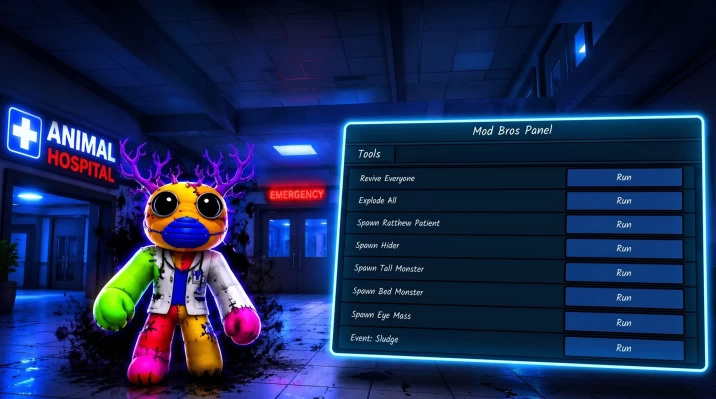 ANIMAL
HOSPITAL
EMERGENCY
Mod Bros Panel
Tools
Revive Everyone Run
Explode All Run
Spawn Ratthew Patient Run
Spawn Hider Run
Spawn Tall Monster Run
Spawn Bed Monster Run
Spawn Eye Mass Run
Event: Sludge Run